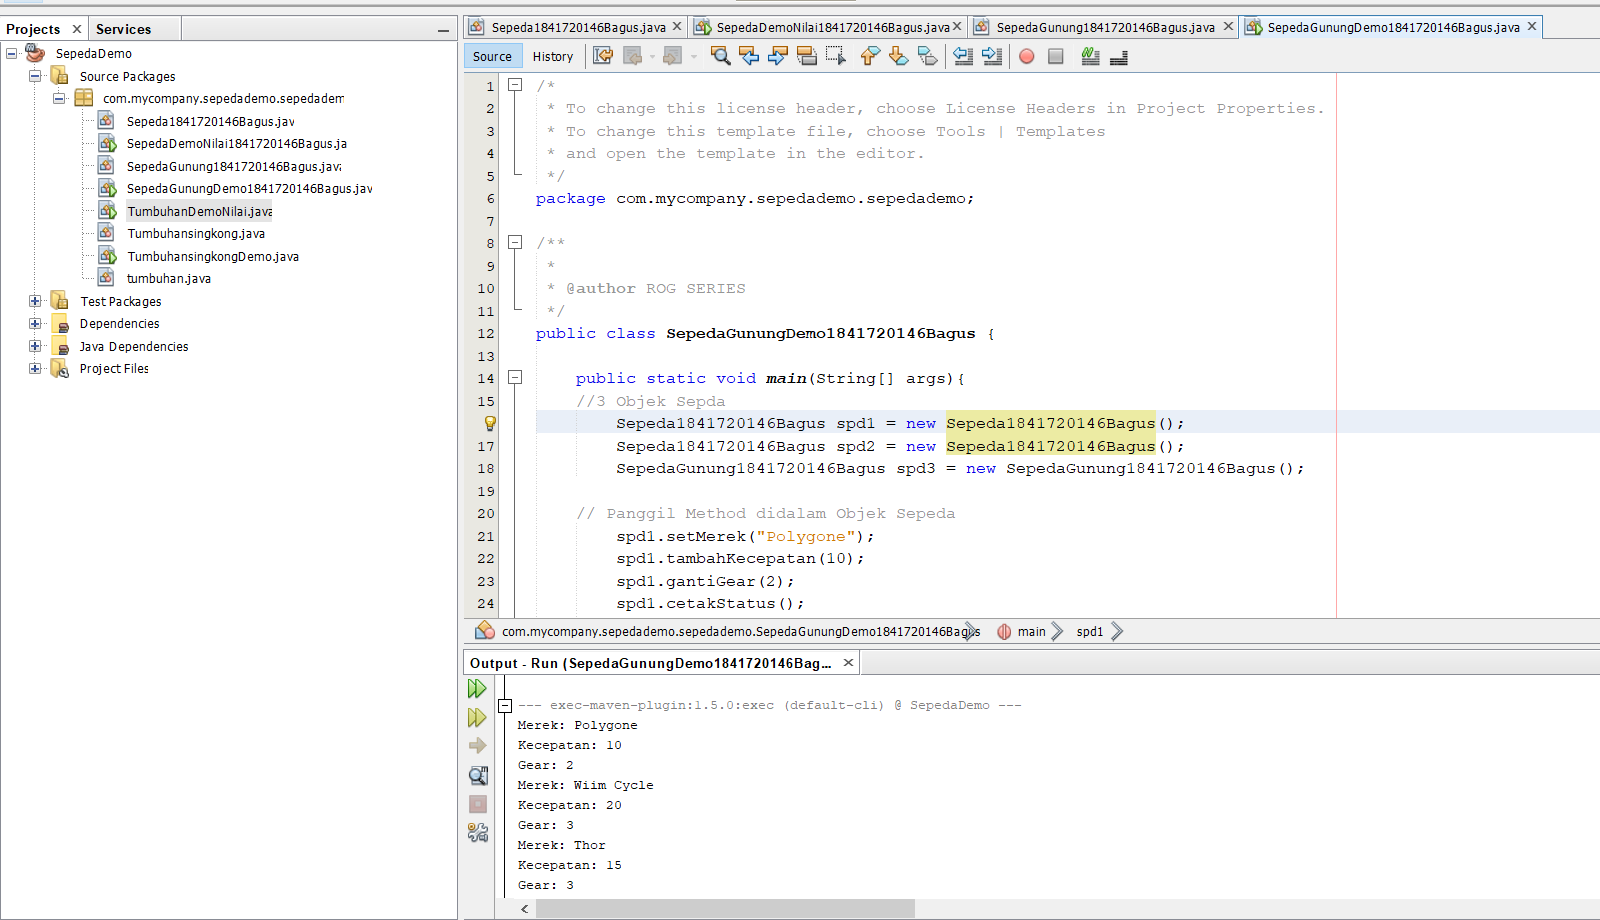 Projects
Services
SepedaDemo
Source Packages
com.mycompany.sepedademo.sepedadem
Sepeda1841720146Bagus.jav
SepedaDemoNilai1841720146Bagus.ja
SepedaGunung1841720146Bagus.java
SepedaGunungDemo1841720146Bagus.jav
TumbuhanDemoNilai.java
Tumbuhansingkong.java
TumbuhansingkongDemo.java
tumbuhan.java
Test Packages
Dependencies
Java Dependencies
Project Files
Sepeda1841720146Bagus.java
SepedaDemoNilai1841720146Bagus.java
SepedaGunung1841720146Bagus.java
SepedaGunungDemo1841720146Bagus.java
Source
History
1 /*
2 * To change this license header, choose License Headers in Project Properties.
3 * To change this template file, choose Tools | Templates
4 * and open the template in the editor.
5 */
6 package com.mycompany.sepedademo.sepedademo;
7
8 /**
9 *
10 * @author ROG SERIES
11 */
12 public class SepedaGunungDemo1841720146Bagus {
13
14 public static void main(String[] args){
15 //3 Objek Sepda
Sepeda1841720146Bagus spd1 = new Sepeda1841720146Bagus();
17 Sepeda1841720146Bagus spd2 = new Sepeda1841720146Bagus();
18 SepedaGunung1841720146Bagus spd3 = new SepedaGunung1841720146Bagus();
19
20 // Panggil Method didalam Objek Sepeda
21 spd1.setMerek("Polygone");
22 spd1.tambahKecepatan(10);
23 spd1.gantiGear(2);
24 spd1.cetakStatus();
com.mycompany.sepedademo.sepedademo.SepedaGunungDemo1841720146Bagus
main
spd1
Output - Run (SepedaGunungDemo1841720146Bag...
--- exec-maven-plugin:1.5.0:exec (default-cli) @ SepedaDemo ---
Merek: Polygone
Kecepatan: 10
Gear: 2
Merek: Wiim Cycle
Kecepatan: 20
Gear: 3
Merek: Thor
Kecepatan: 15
Gear: 3